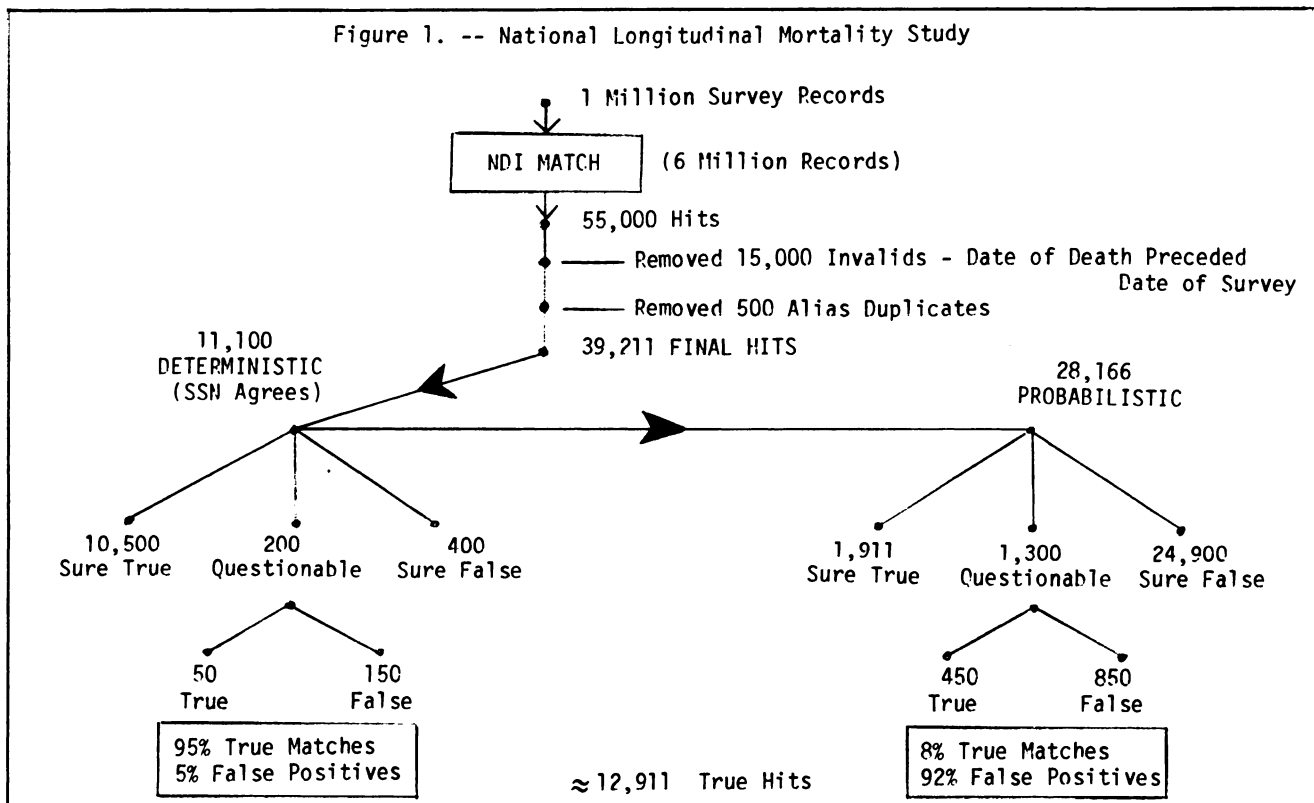 Figure 1. -- National Longitudinal Mortality Study
1 Million Survey Records
NDI MATCH (6 Million Records)
55,000 Hits
Removed 15,000 Invalids - Date of Death Preceded
Date of Survey
Removed 500 Alias Duplicates
39,211 FINAL HITS
11,100
DETERMINISTIC
(SSN Agrees)
28,166
PROBABILISTIC
10,500
Sure True
200
Questionable
400
Sure False
50
True
150
False
95% True Matches
5% False Positives
1,911
Sure True
1,300
Questionable
24,900
Sure False
450
True
850
False
8% True Matches
92% False Positives
≈ 12,911 True Hits